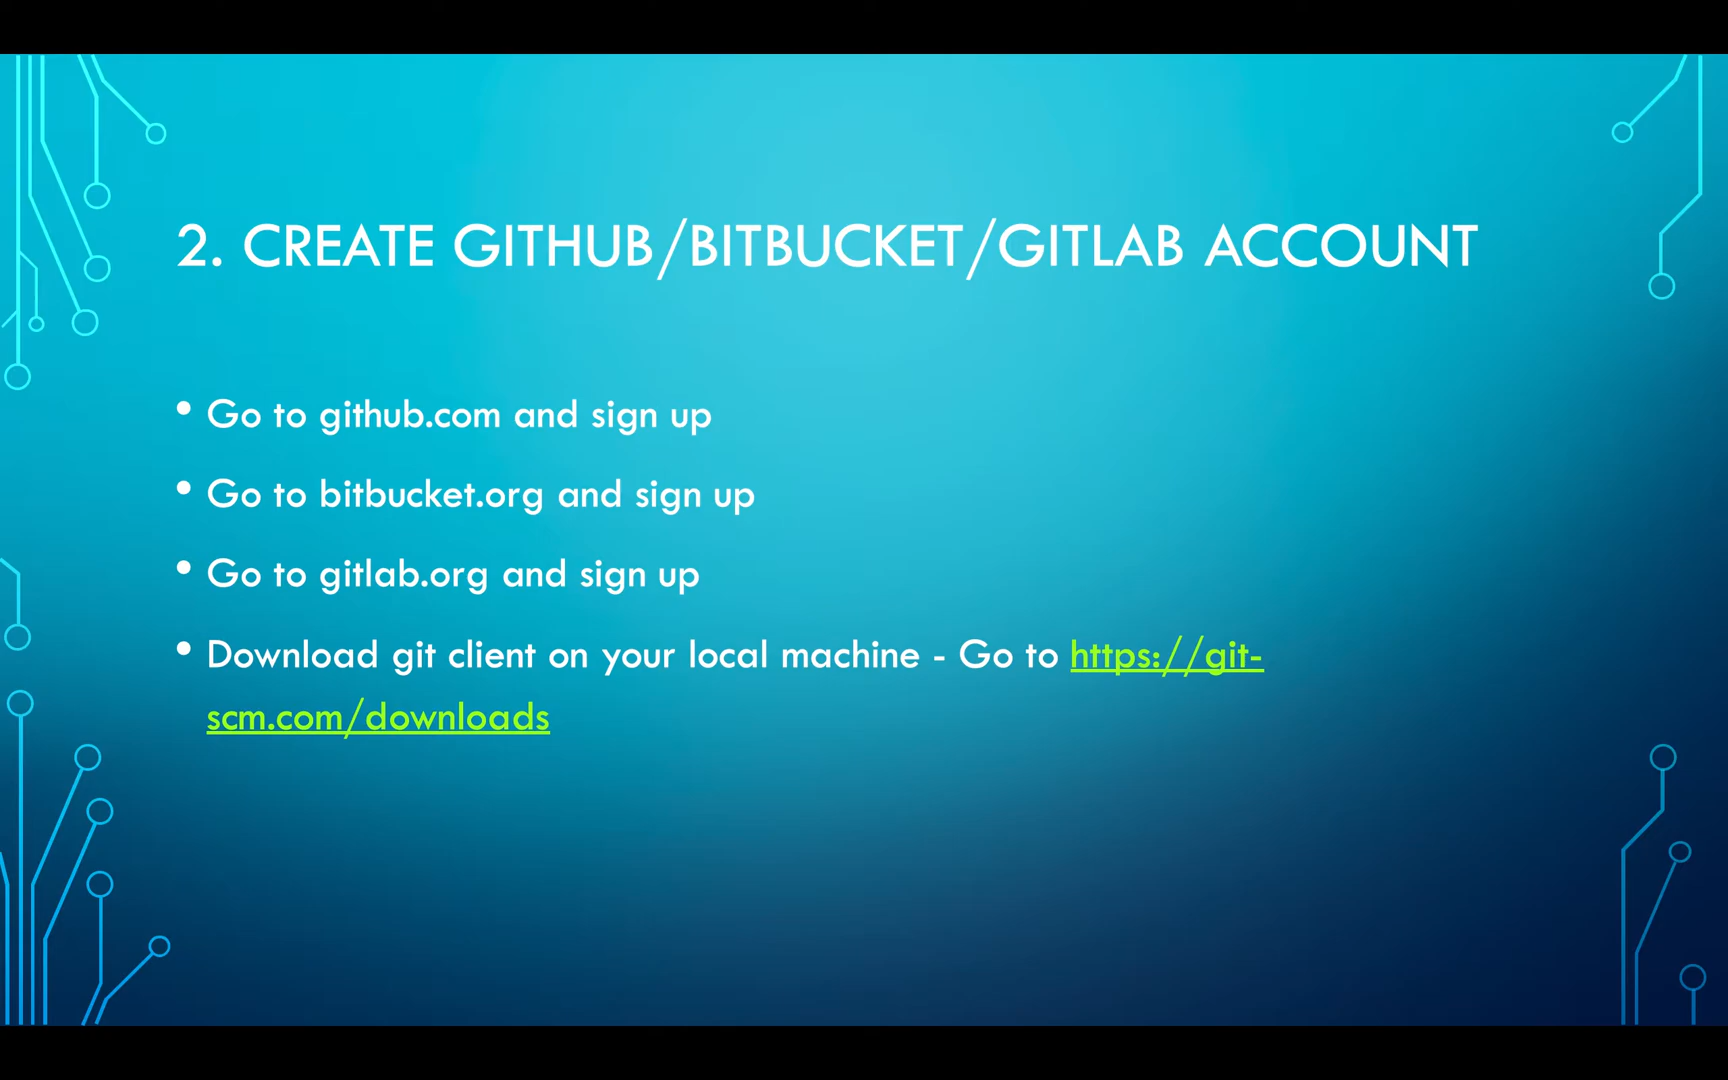 2. CREATE GITHUB/BITBUCKET/GITLAB ACCOUNT
• Go to github.com and sign up
• Go to bitbucket.org and sign up
• Go to gitlab.org and sign up
• Download git client on your local machine - Go to https://git-
scm.com/downloads